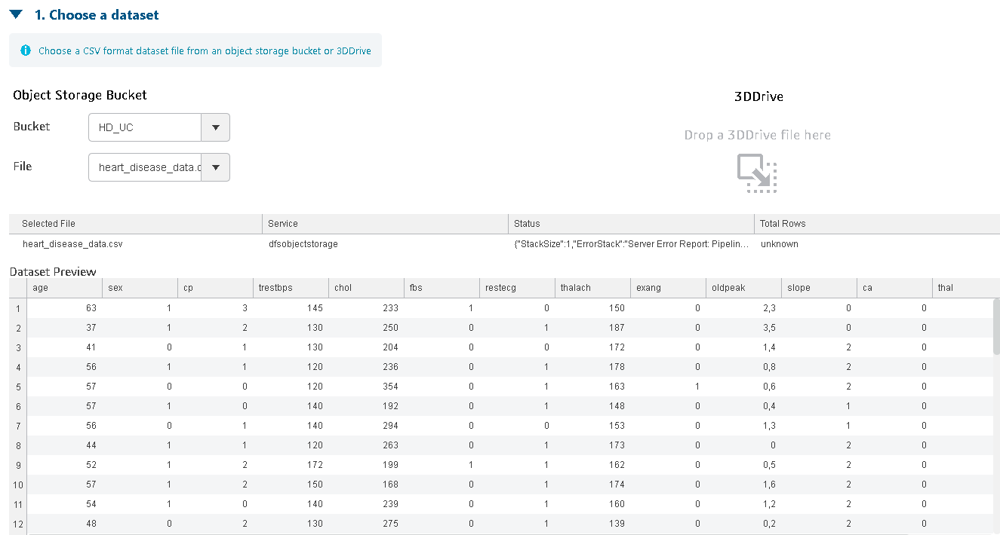 1. Choose a dataset
Choose a CSV format dataset file from an object storage bucket or 3DDrive
Object Storage Bucket
3DDrive
Bucket HD_UC
Drop a 3DDrive file here
File heart_disease_data.c
Selected File Service Status Total Rows
heart_disease_data.csv dfsobjectstorage {"StackSize":1,"ErrorStack":"Server Error Report: Pipelin... unknown
Dataset Preview
age sex cp trestbps chol fbs restecg thalach exang oldpeak slope ca thal
1 63 1 3 145 233 1 0 150 0 2,3 0 0
2 37 1 2 130 250 0 1 187 0 3,5 0 0
3 41 0 1 130 204 0 0 172 0 1,4 2 0
4 56 1 1 120 236 0 1 178 0 0,8 2 0
5 57 0 0 120 354 0 1 163 1 0,6 2 0
6 57 1 0 140 192 0 1 148 0 0,4 1 0
7 56 0 1 140 294 0 0 153 0 1,3 1 0
8 44 1 1 120 263 0 1 173 0 0 2 0
9 52 1 2 172 199 1 1 162 0 0,5 2 0
10 57 1 2 150 168 0 1 174 0 1,6 2 0
11 54 1 0 140 239 0 1 160 0 1,2 2 0
12 48 0 2 130 275 0 1 139 0 0,2 2 0